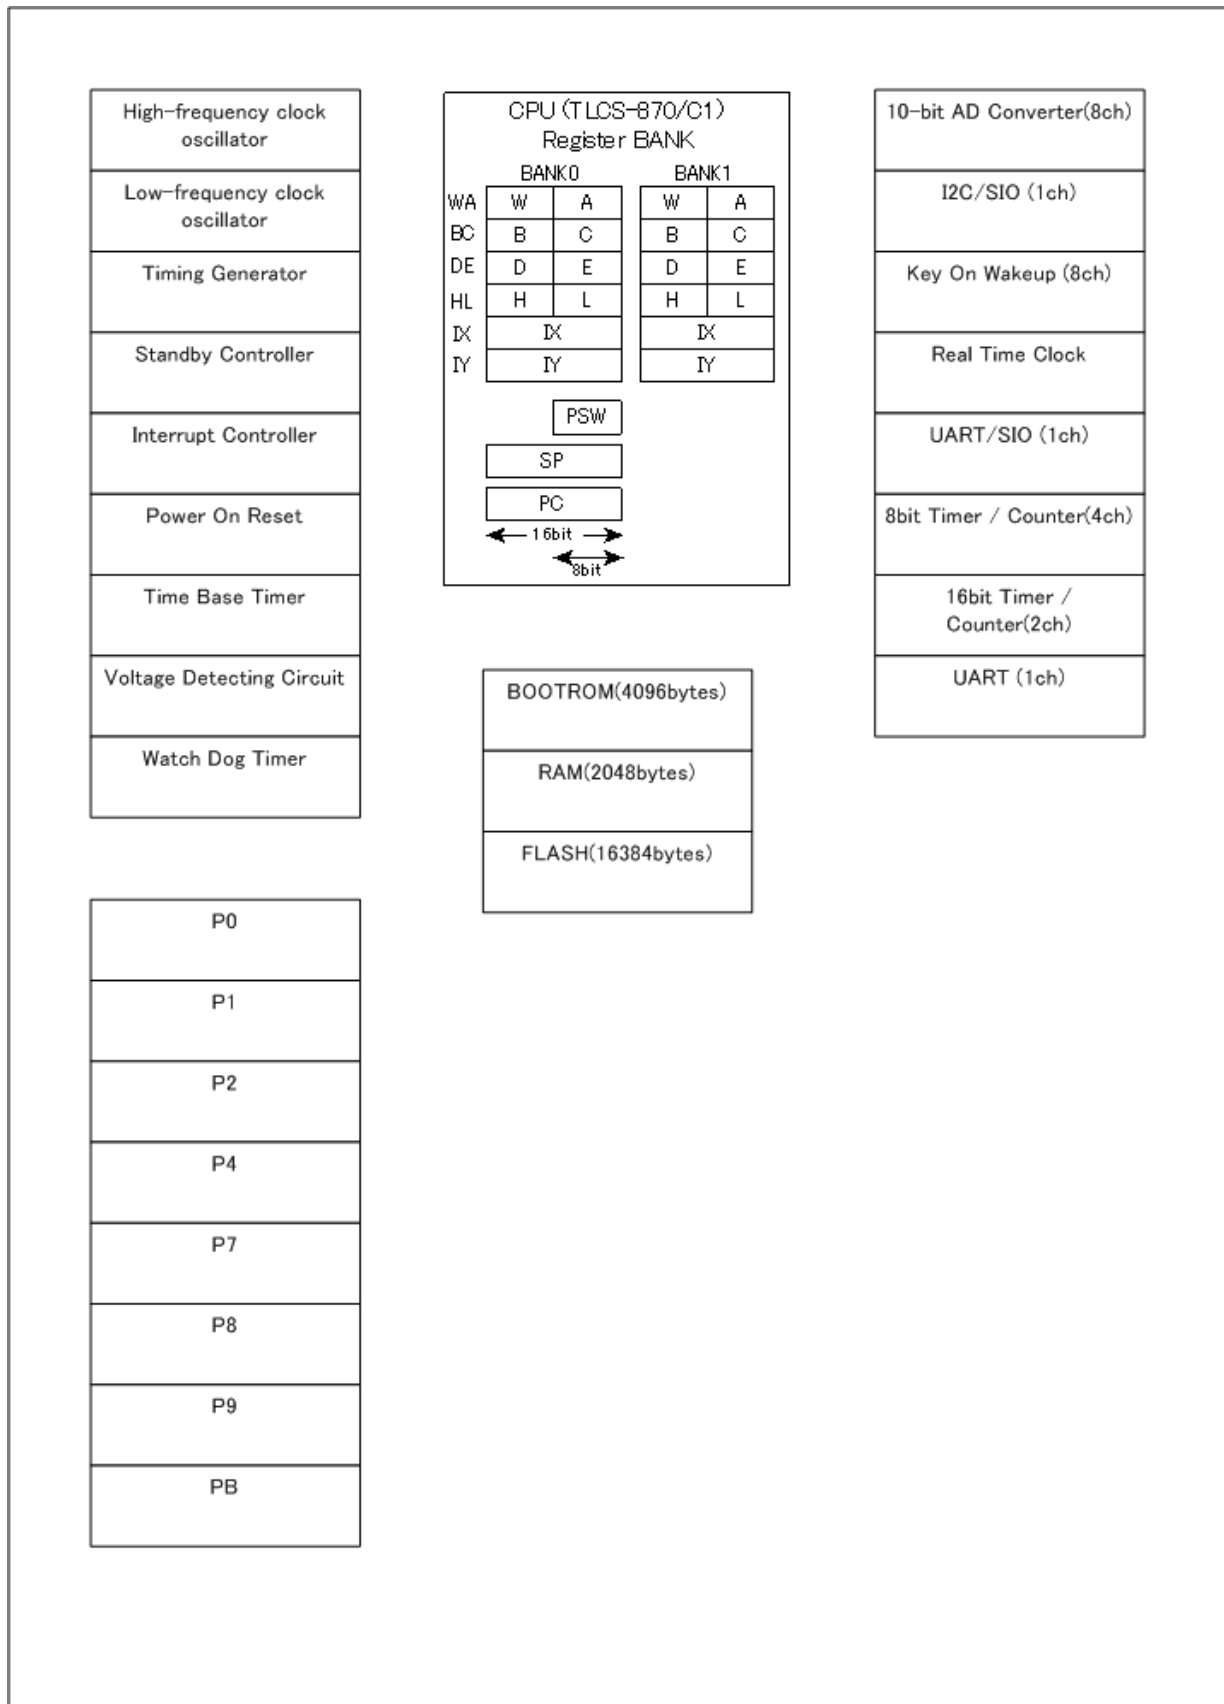 High-frequency clock
oscillator
Low-frequency clock
oscillator
Timing Generator
Standby Controller
Interrupt Controller
Power On Reset
Time Base Timer
Voltage Detecting Circuit
Watch Dog Timer
P0
P1
P2
P4
P7
P8
P9
PB
CPU (TLCS-870/C1)
Register BANK
BANK0 BANK1
WA W A W A
BC B C B C
DE D E D E
HL H L H L
IX IX IX
IY IY IY
PSW
SP
PC
16bit
8bit
BOOTROM(4096bytes)
RAM(2048bytes)
FLASH(16384bytes)
10-bit AD Converter(8ch)
I2C/SIO (1ch)
Key On Wakeup (8ch)
Real Time Clock
UART/SIO (1ch)
8bit Timer / Counter(4ch)
16bit Timer /
Counter(2ch)
UART (1ch)